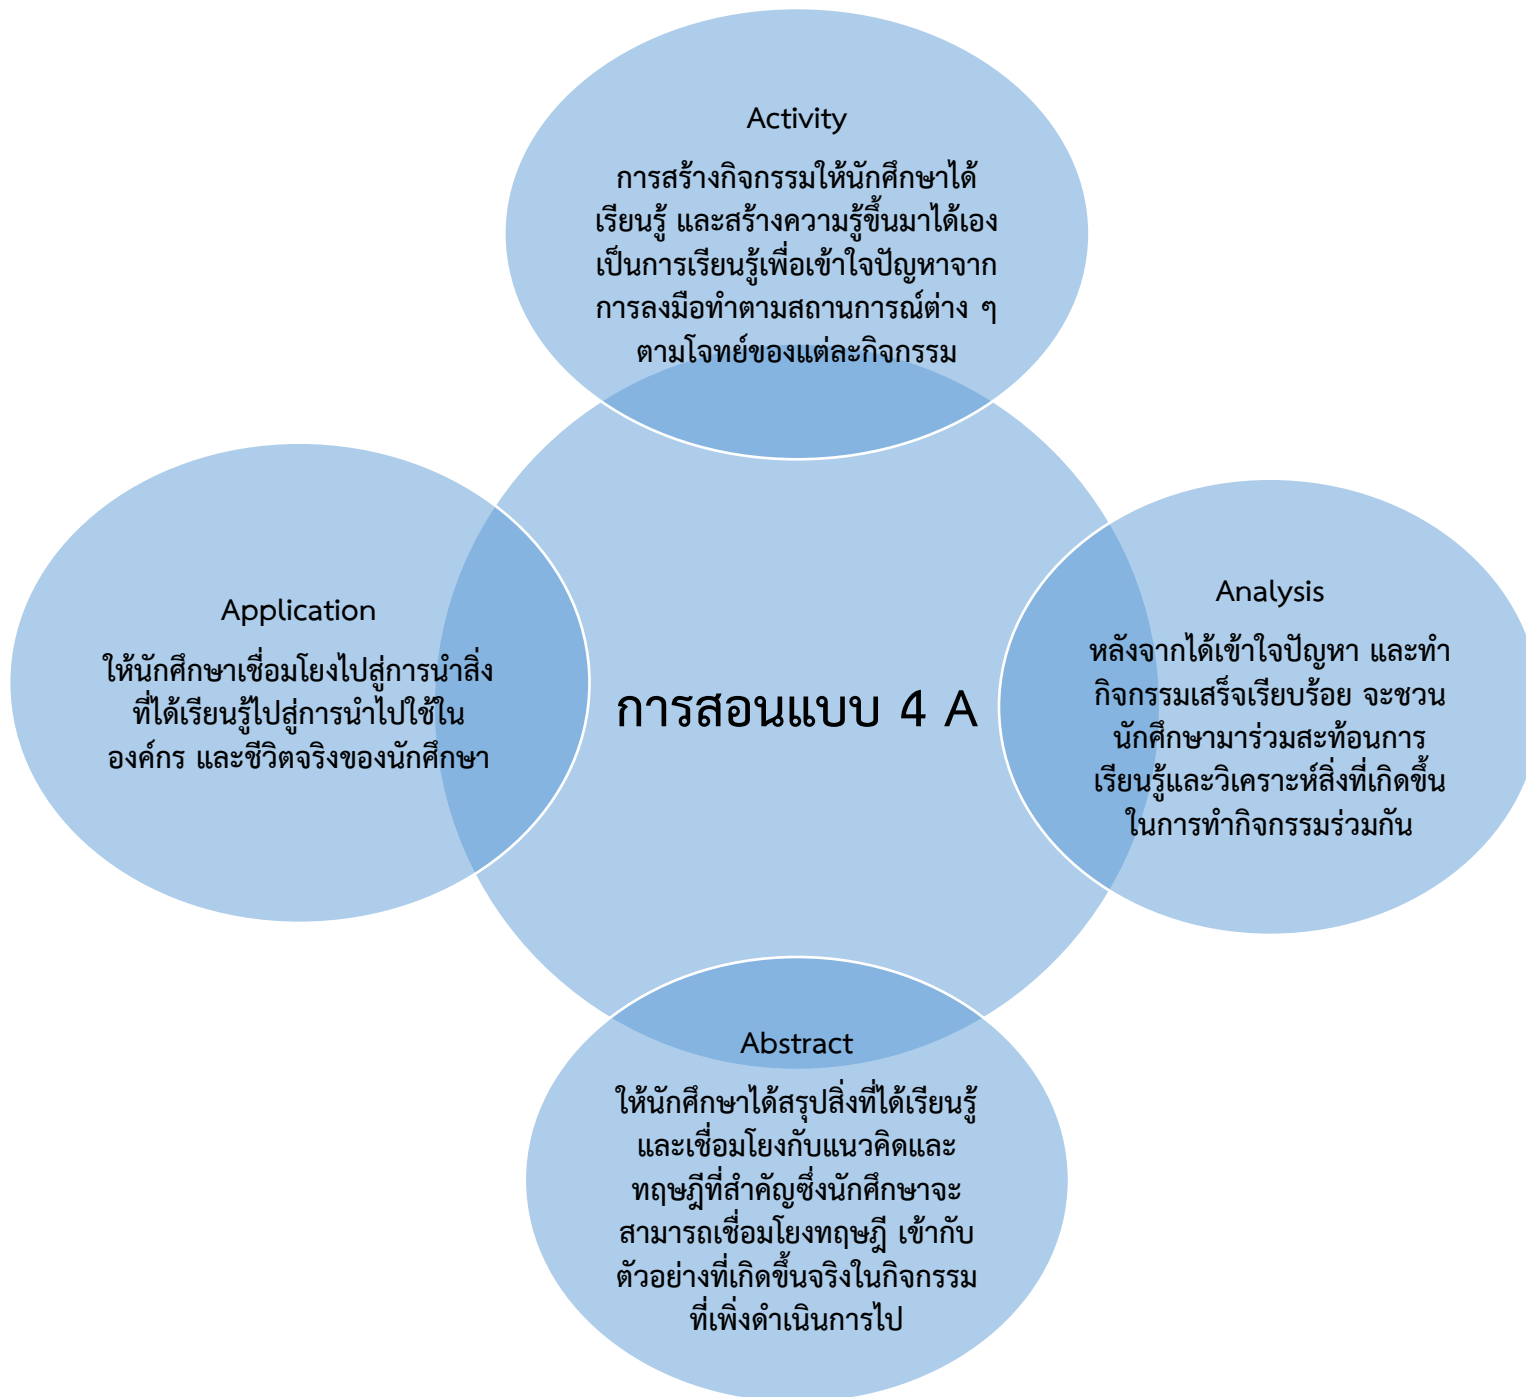 Activity
การสร้างกิจกรรมให้นักศึกษาได้
เรียนรู้ และสร้างความรู้ขึ้นมาได้เอง
เป็นการเรียนรู้เพื่อเข้าใจปัญหาจาก
การลงมือทำตามสถานการณ์ต่าง ๆ
ตามโจทย์ของแต่ละกิจกรรม
Application
ให้นักศึกษาเชื่อมโยงไปสู่การนำสิ่ง
ที่ได้เรียนรู้ไปสู่การนำไปใช้ใน
องค์กร และชีวิตจริงของนักศึกษา
การสอนแบบ 4 A
Analysis
หลังจากได้เข้าใจปัญหา และทำ
กิจกรรมเสร็จเรียบร้อย จะชวน
นักศึกษามาร่วมสะท้อนการ
เรียนรู้และวิเคราะห์สิ่งที่เกิดขึ้น
ในการทำกิจกรรมร่วมกัน
Abstract
ให้นักศึกษาได้สรุปสิ่งที่ได้เรียนรู้
และเชื่อมโยงกับแนวคิดและ
ทฤษฎีที่สำคัญซึ่งนักศึกษาจะ
สามารถเชื่อมโยงทฤษฎี เข้ากับ
ตัวอย่างที่เกิดขึ้นจริงในกิจกรรม
ที่เพิ่งดำเนินการไป